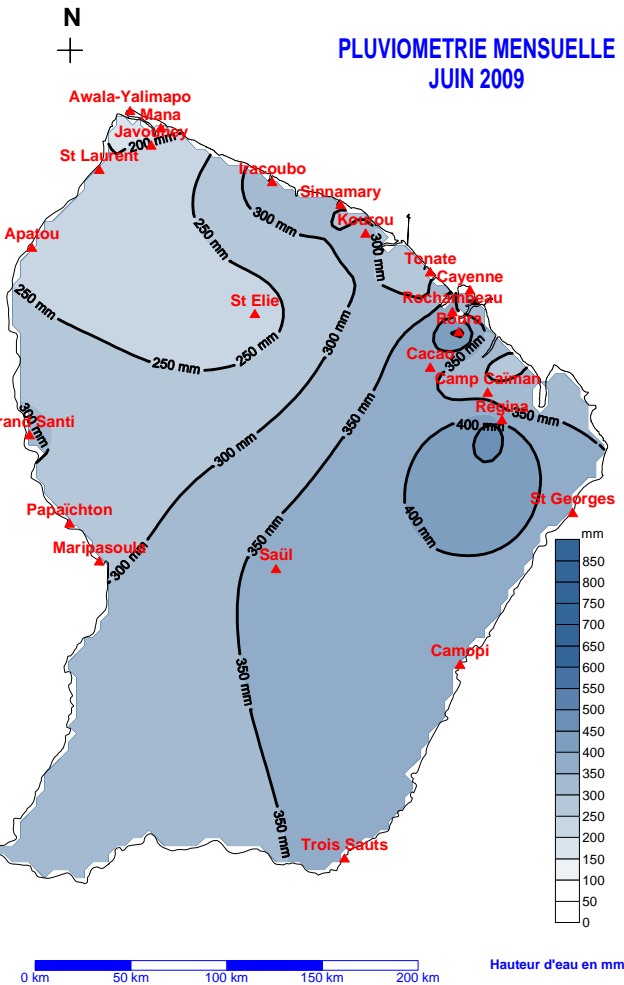 N
PLUVIOMETRIE MENSUELLE
JUIN 2009
Awala-Yalimapo
Mana
Javouhey
200 mm
St Laurent
Iracoubo
Sinnamary
300 mm
Kourou
250 mm
300 mm
Apatou
Tonate
Cayenne
250 mm
St Elie
Rochambeau
Roura
300 mm
250 mm
250 mm
350 mm
Cacao
Camp Caïman
350 mm
300 mm
rand Santi
Régina
350 mm
400 mm
300 mm
400 mm
St Georges
Papaïchton
Maripasoula
300 mm
350 mm
Saül
Camopi
350 mm
350 mm
Trois Sauts
mm
850
800
750
700
650
600
550
500
450
400
350
300
250
200
150
100
50
0
0 km
50 km
100 km
150 km
200 km
Hauteur d'eau en mm